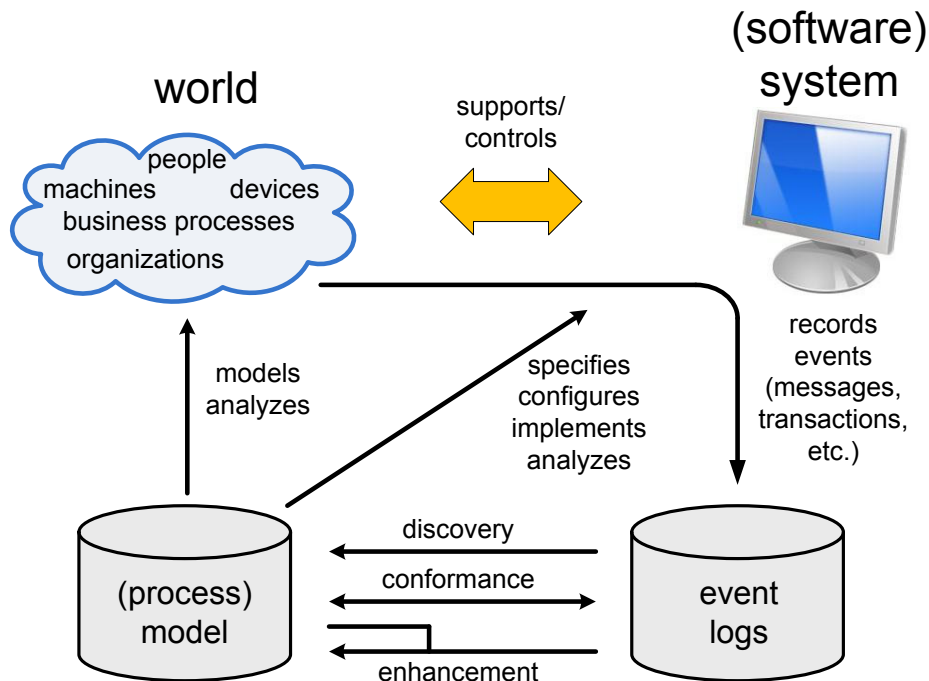 world
people
machines devices
business processes
organizations
supports/
controls
(software)
system
records
events
(messages,
transactions,
etc.)
models
analyzes
specifies
configures
implements
analyzes
(process)
model
discovery
conformance
enhancement
event
logs